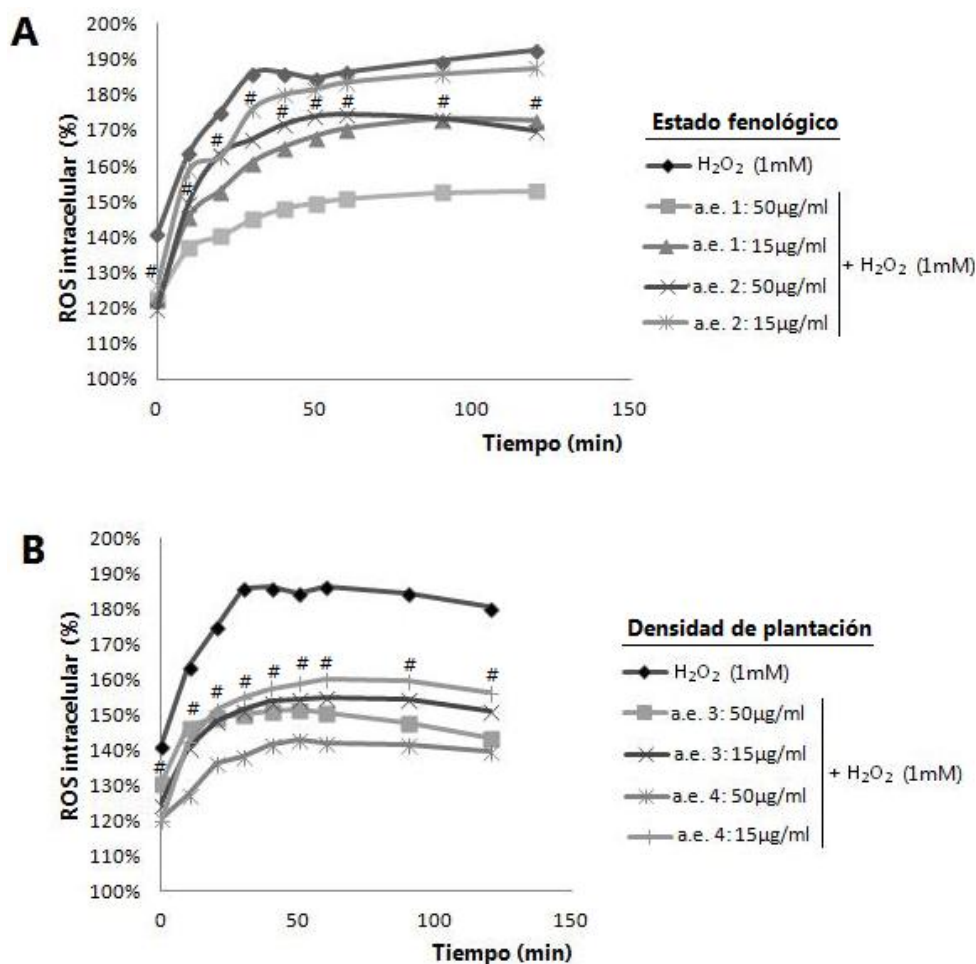 A
200%
190%
180%
170%
160%
150%
140%
130%
120%
110%
100%
ROS intracelular (%)
# # # # # # # # #
0 50 100 150
Tiempo (min)
Estado fenológico
H₂O₂ (1mM)
a.e. 1: 50µg/ml
a.e. 1: 15µg/ml
a.e. 2: 50µg/ml
a.e. 2: 15µg/ml
+ H₂O₂ (1mM)
B
200%
190%
180%
170%
160%
150%
140%
130%
120%
110%
100%
ROS intracelular (%)
# # # # # # # # #
0 50 100 150
Tiempo (min)
Densidad de plantación
H₂O₂ (1mM)
a.e. 3: 50µg/ml
a.e. 3: 15µg/ml
a.e. 4: 50µg/ml
a.e. 4: 15µg/ml
+ H₂O₂ (1mM)